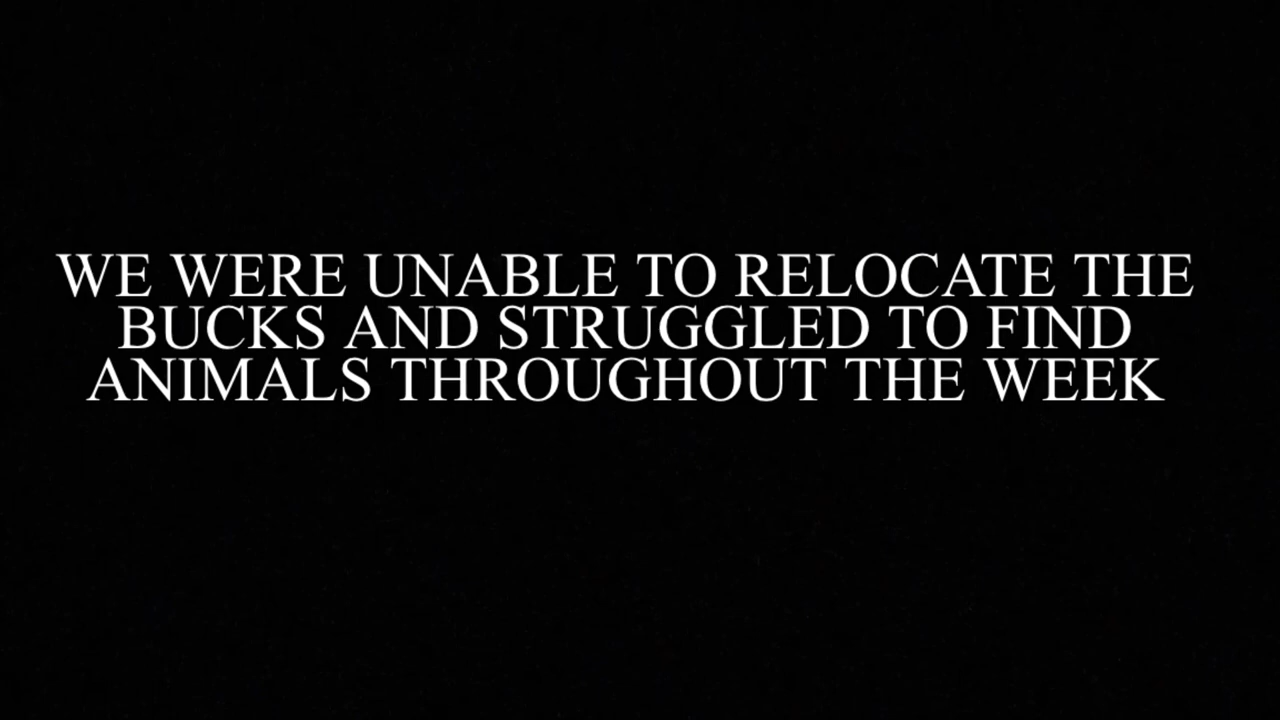 WE WERE UNABLE TO RELOCATE THE
BUCKS AND STRUGGLED TO FIND
ANIMALS THROUGHOUT THE WEEK